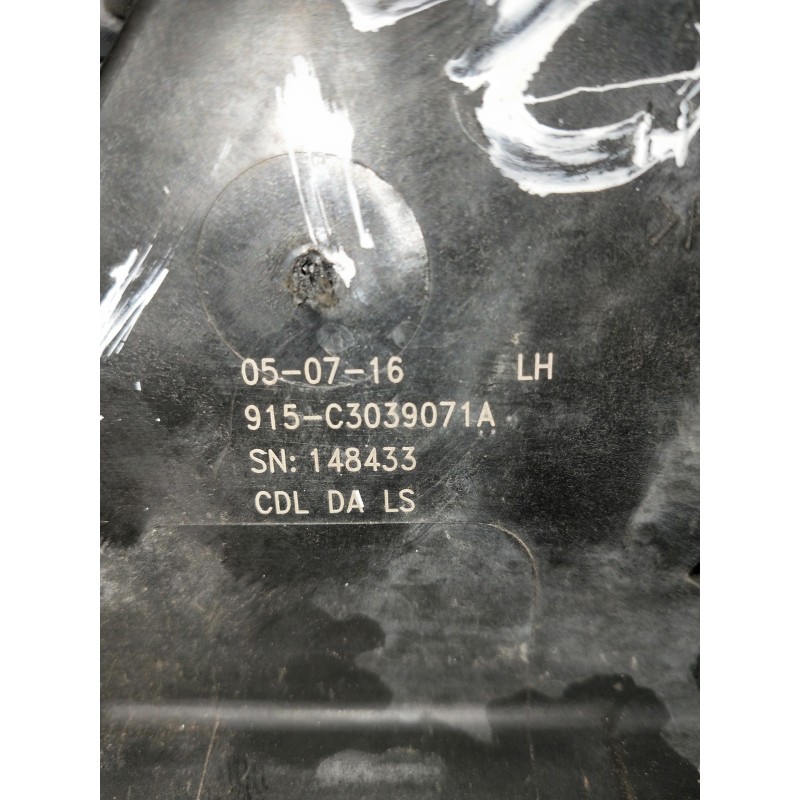 05-07-16 LH
915-C3039071A
SN: 148433
CDL DA LS